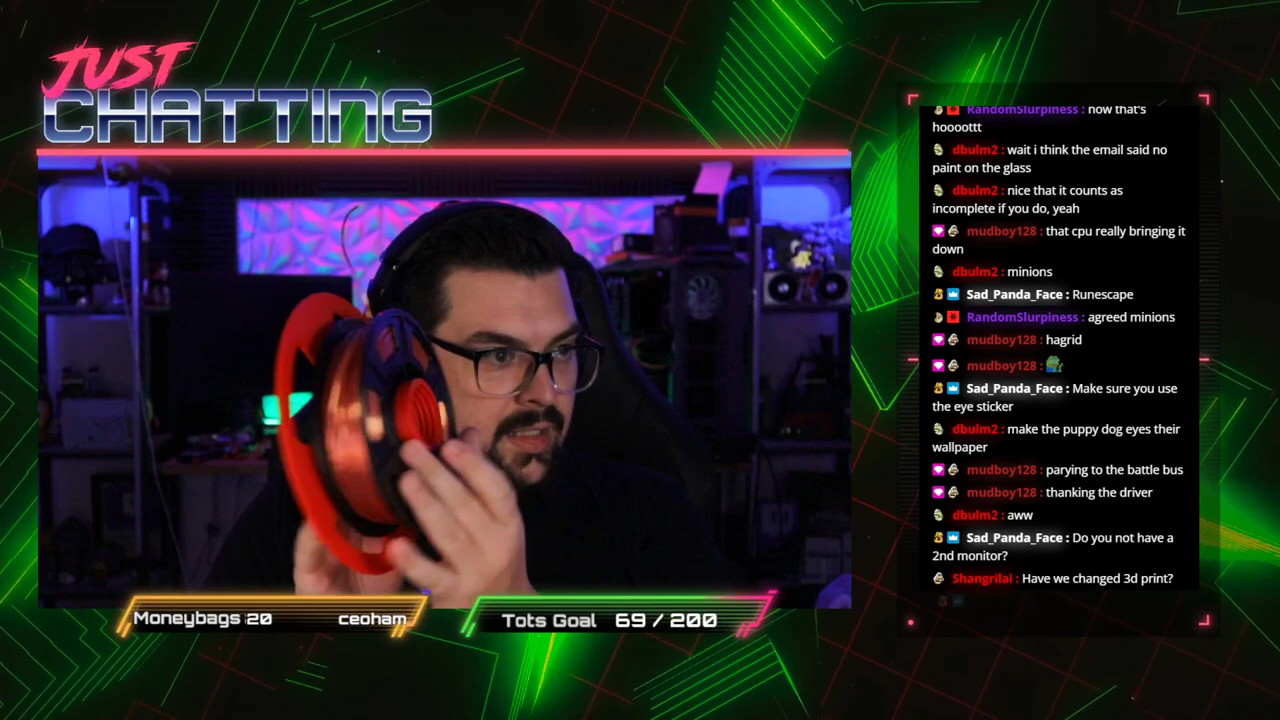 JUST
CHATTING
RandomSlurpiness : now that's
hoooottt
dbulm2 : wait i think the email said no
paint on the glass
dbulm2 : nice that it counts as
incomplete if you do, yeah
mudboy128 : that cpu really bringing it
down
dbulm2 : minions
Sad_Panda_Face : Runescape
RandomSlurpiness : agreed minions
mudboy128 : hagrid
mudboy128 :
Sad_Panda_Face : Make sure you use
the eye sticker
dbulm2 : make the puppy dog eyes their
wallpaper
mudboy128 : parying to the battle bus
mudboy128 : thanking the driver
dbulm2 : aww
Sad_Panda_Face : Do you not have a
2nd monitor?
Shangrilai : Have we changed 3d print?
Moneybags 20 ceoham
Tots Goal 69 / 200